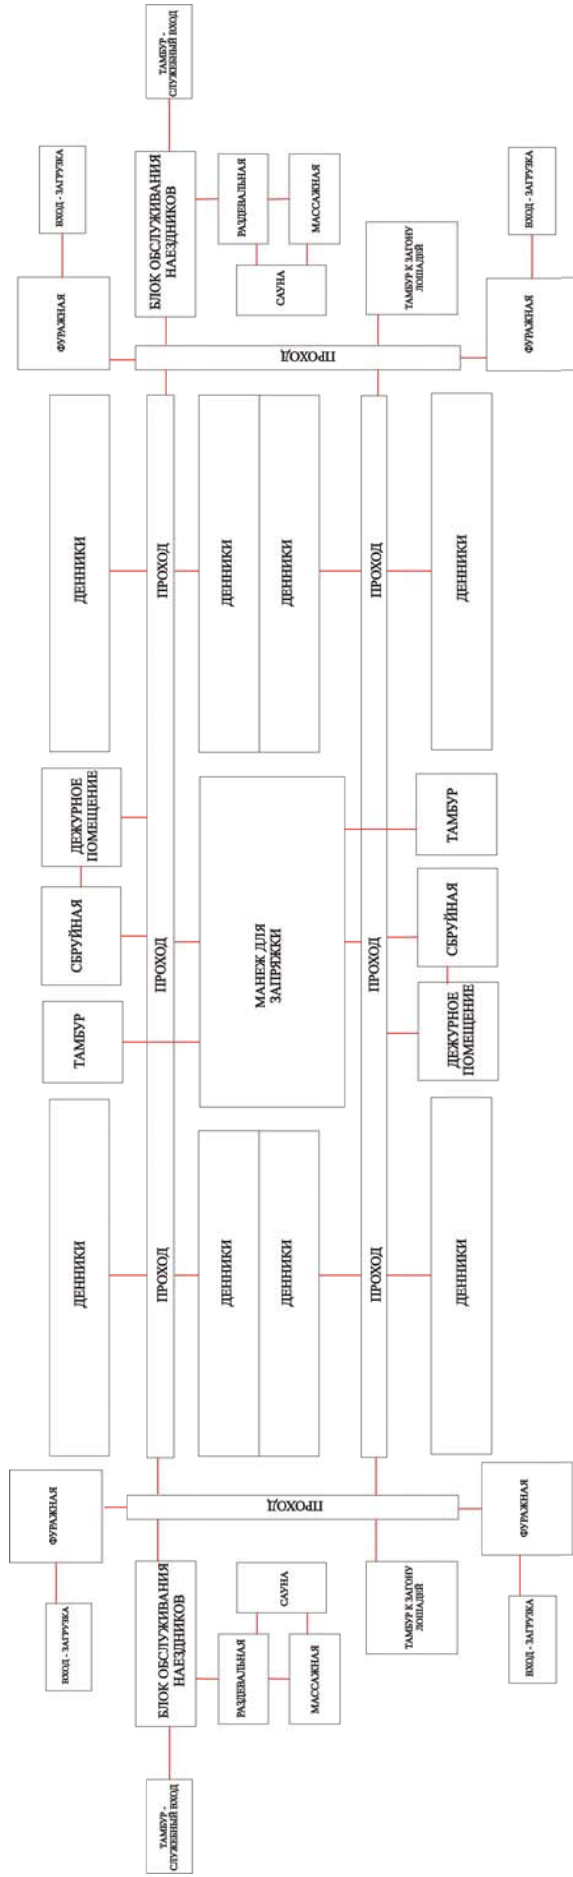 ВХОД - ЗАГРУЗКА
ФУРАЖНАЯ
ДЕННИКИ
ТАМБУР
СБРУЙНАЯ
ДЕЖУРНОЕ
ПОМЕЩЕНИЕ
ДЕННИКИ
ФУРАЖНАЯ
ВХОД - ЗАГРУЗКА
ТАМБУР -
СЛУЖЕБНЫЙ ВХОД
БЛОК ОБСЛУЖИВАНИЯ
НАЕЗДНИКОВ
ПРОХОД
ПРОХОД
ПРОХОД
БЛОК ОБСЛУЖИВАНИЯ
НАЕЗДНИКОВ
ТАМБУР -
СЛУЖЕБНЫЙ ВХОД
РАЗДЕВАЛЬНАЯ
МАССАЖНАЯ
САУНА
ПРОХОД
ДЕННИКИ
ДЕННИКИ
МАНЕЖ ДЛЯ
ЗАПРЯЖКИ
ДЕННИКИ
ДЕННИКИ
ПРОХОД
САУНА
РАЗДЕВАЛЬНАЯ
МАССАЖНАЯ
ТАМБУР К ЗАГОНУ
ЛОШАДЕЙ
ПРОХОД
ПРОХОД
ПРОХОД
ТАМБУР К ЗАГОНУ
ЛОШАДЕЙ
ВХОД - ЗАГРУЗКА
ФУРАЖНАЯ
ДЕННИКИ
ДЕЖУРНОЕ
ПОМЕЩЕНИЕ
СБРУЙНАЯ
ТАМБУР
ДЕННИКИ
ФУРАЖНАЯ
ВХОД - ЗАГРУЗКА